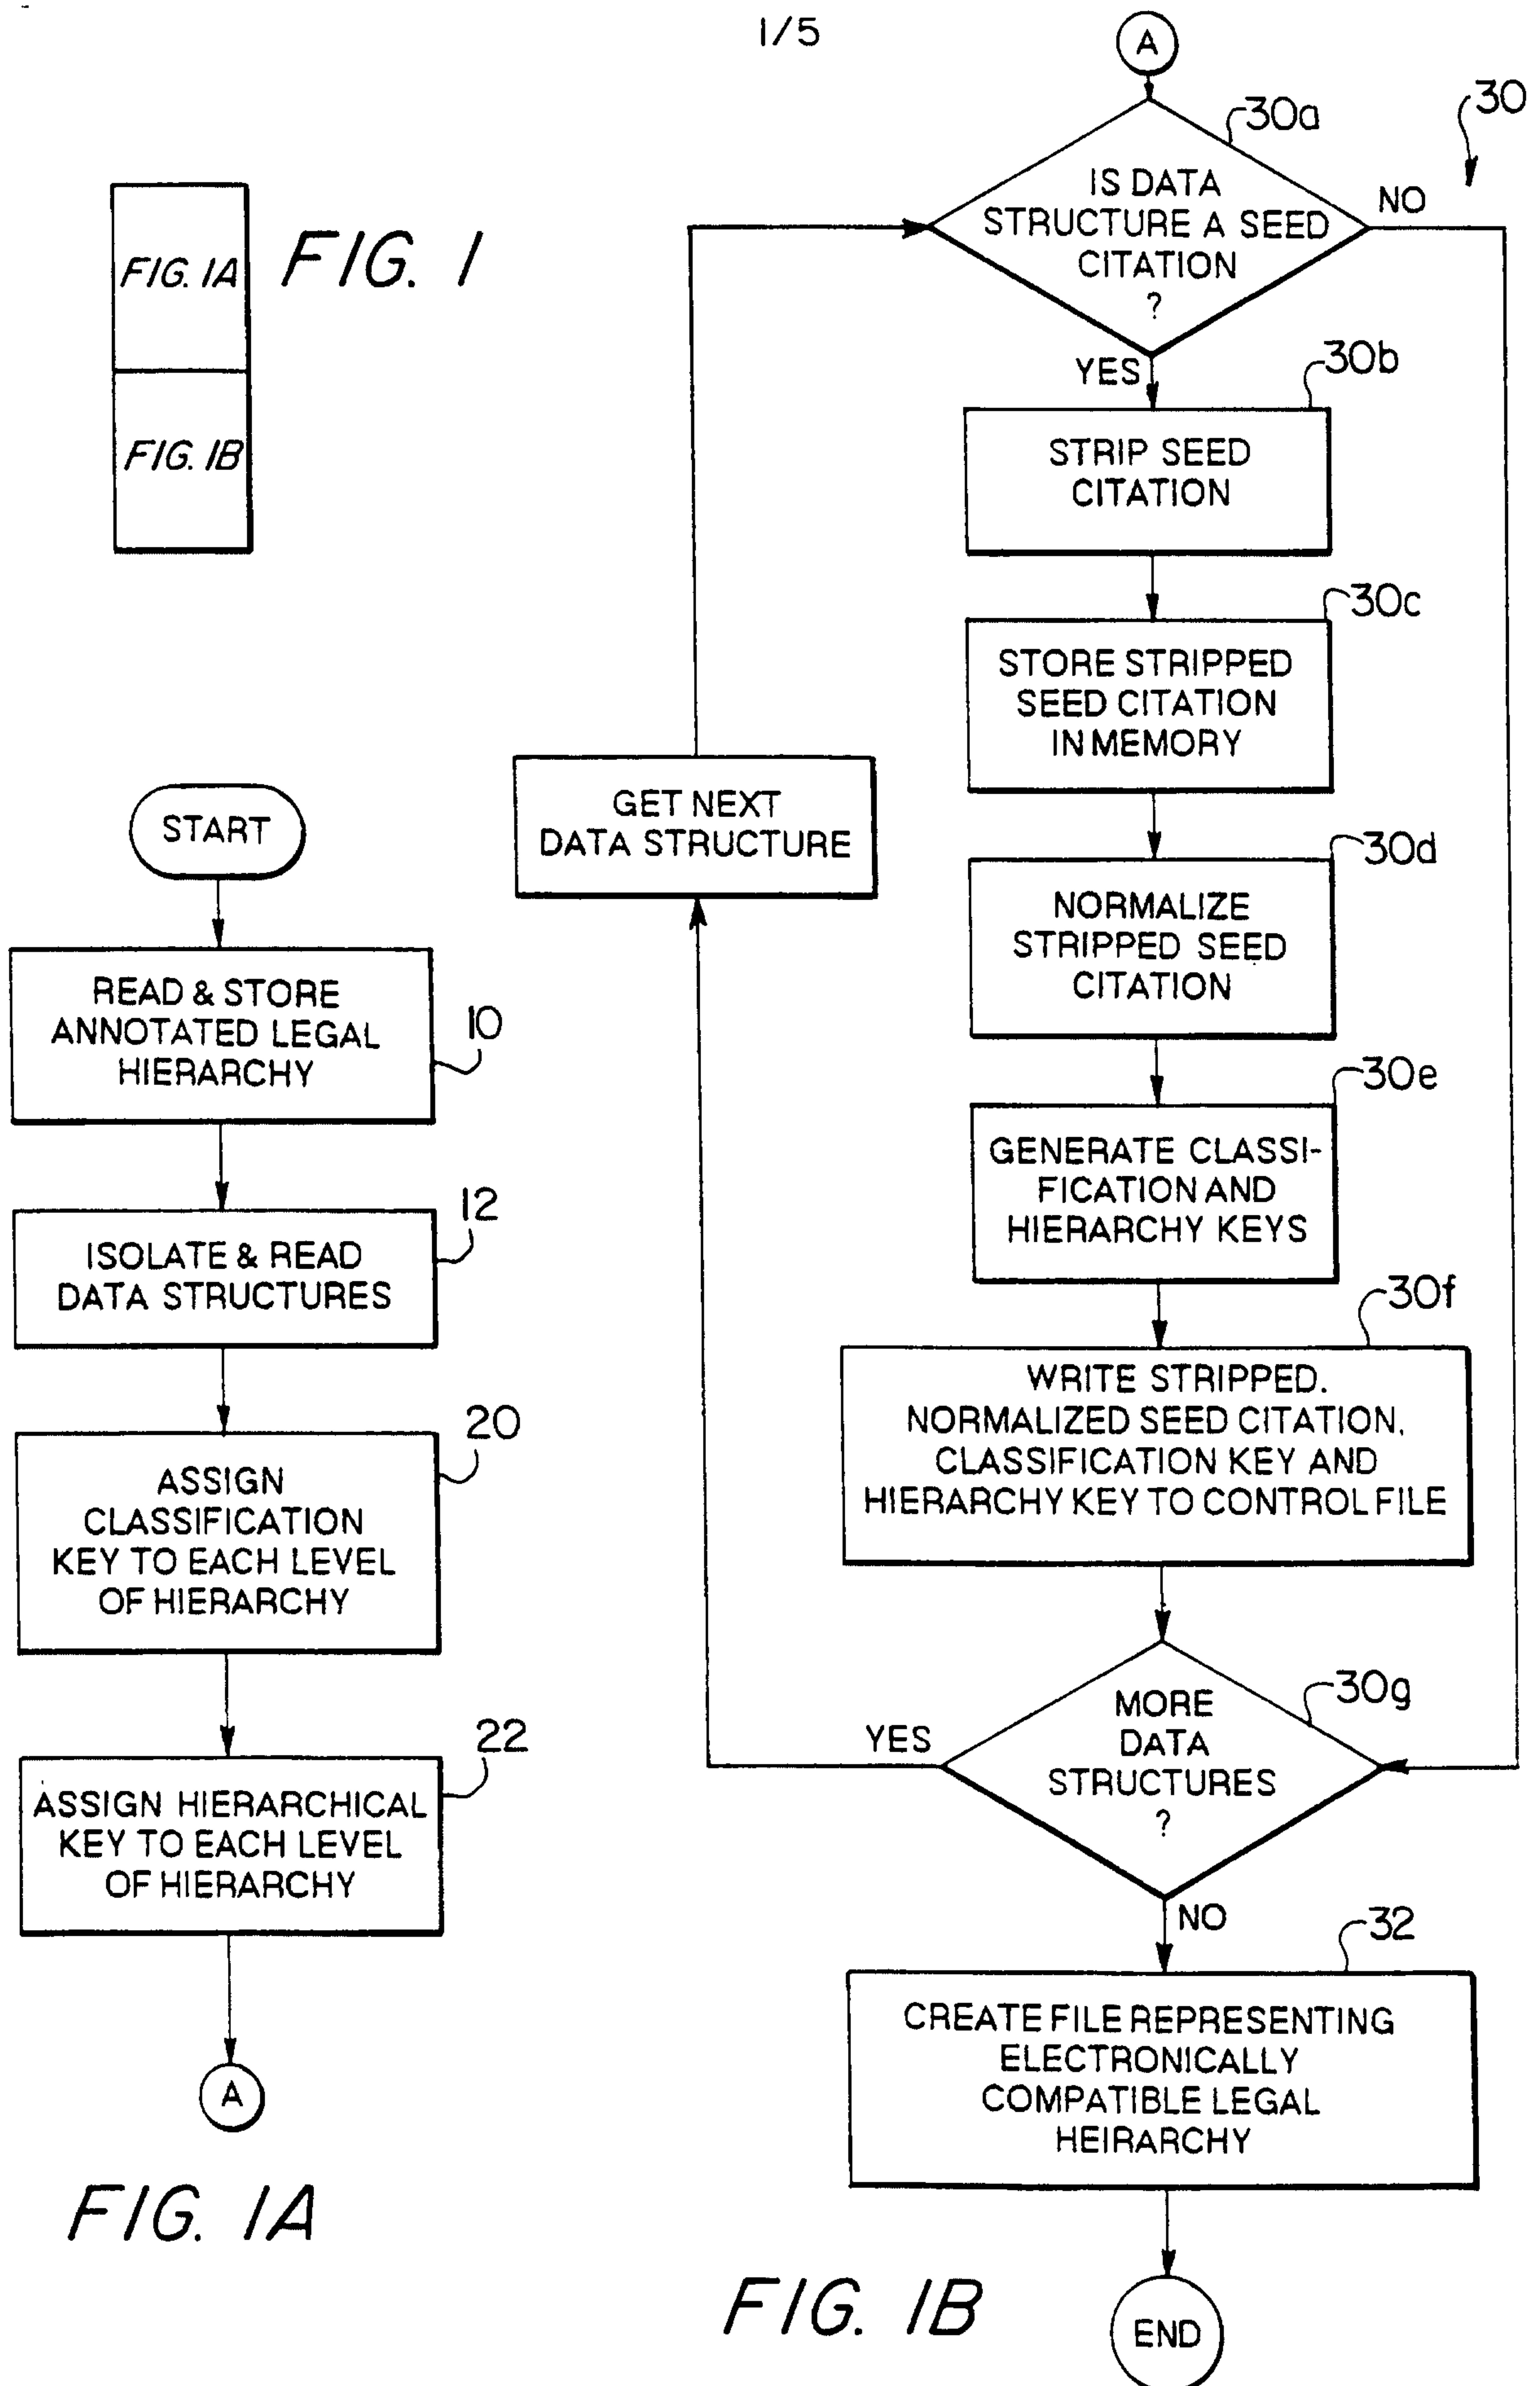 1/5
FIG. 1
FIG. 1A
FIG. 1B
START
READ & STORE
ANNOTATED LEGAL
HIERARCHY
10
ISOLATE & READ
DATA STRUCTURES
12
ASSIGN
CLASSIFICATION
KEY TO EACH LEVEL
OF HIERARCHY
20
ASSIGN HIERARCHICAL
KEY TO EACH LEVEL
OF HIERARCHY
22
A
FIG. 1A
A
30
30a
IS DATA
STRUCTURE A SEED
CITATION
?
NO
YES
30b
STRIP SEED
CITATION
30c
STORE STRIPPED
SEED CITATION
IN MEMORY
GET NEXT
DATA STRUCTURE
30d
NORMALIZE
STRIPPED SEED
CITATION
30e
GENERATE CLASSI-
FICATION AND
HIERARCHY KEYS
30f
WRITE STRIPPED.
NORMALIZED SEED CITATION,
CLASSIFICATION KEY AND
HIERARCHY KEY TO CONTROL FILE
30g
MORE
DATA
STRUCTURES
?
YES
NO
32
CREATE FILE REPRESENTING
ELECTRONICALLY
COMPATIBLE LEGAL
HEIRARCHY
END
FIG. 1B